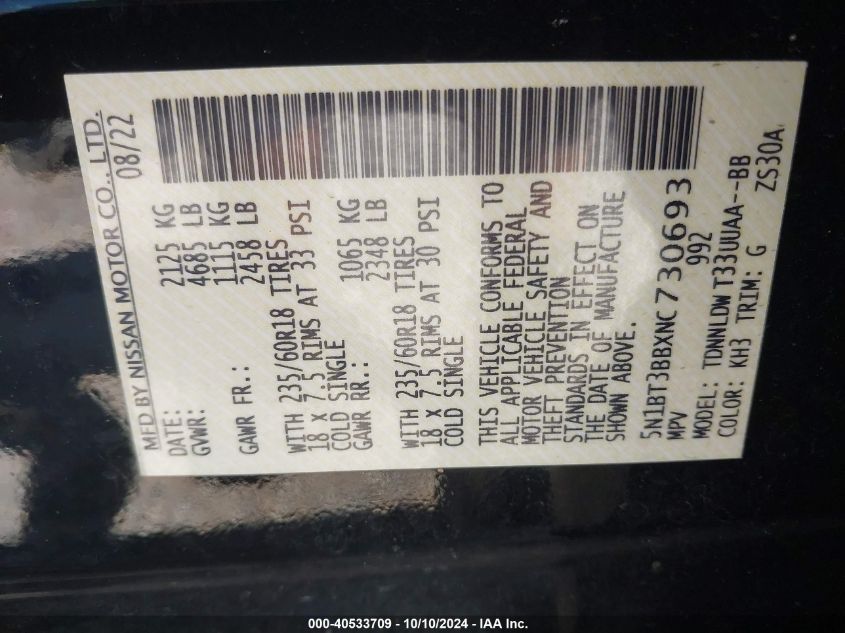 MFD BY NISSAN MOTOR CO., LTD.
DATE: 08/22
GVWR: 2125 KG
4685 LB
GAWR FR.: 1115 KG
2458 LB
WITH 235/60R18 TIRES
18 X 7.5 RIMS AT 33 PSI
COLD SINGLE
GAWR RR.: 1065 KG
2348 LB
WITH 235/60R18 TIRES
18 X 7.5 RIMS AT 30 PSI
COLD SINGLE
THIS VEHICLE CONFORMS TO
ALL APPLICABLE FEDERAL
MOTOR VEHICLE SAFETY AND
THEFT PREVENTION
STANDARDS IN EFFECT ON
THE DATE OF MANUFACTURE
SHOWN ABOVE.
5N1BT3BBXNC730693
MPV 992
MODEL: TDNNLDW T33UUAA--BB
COLOR: KH3 TRIM: G ZS30A
000-40533709 - 10/10/2024 - IAA Inc.